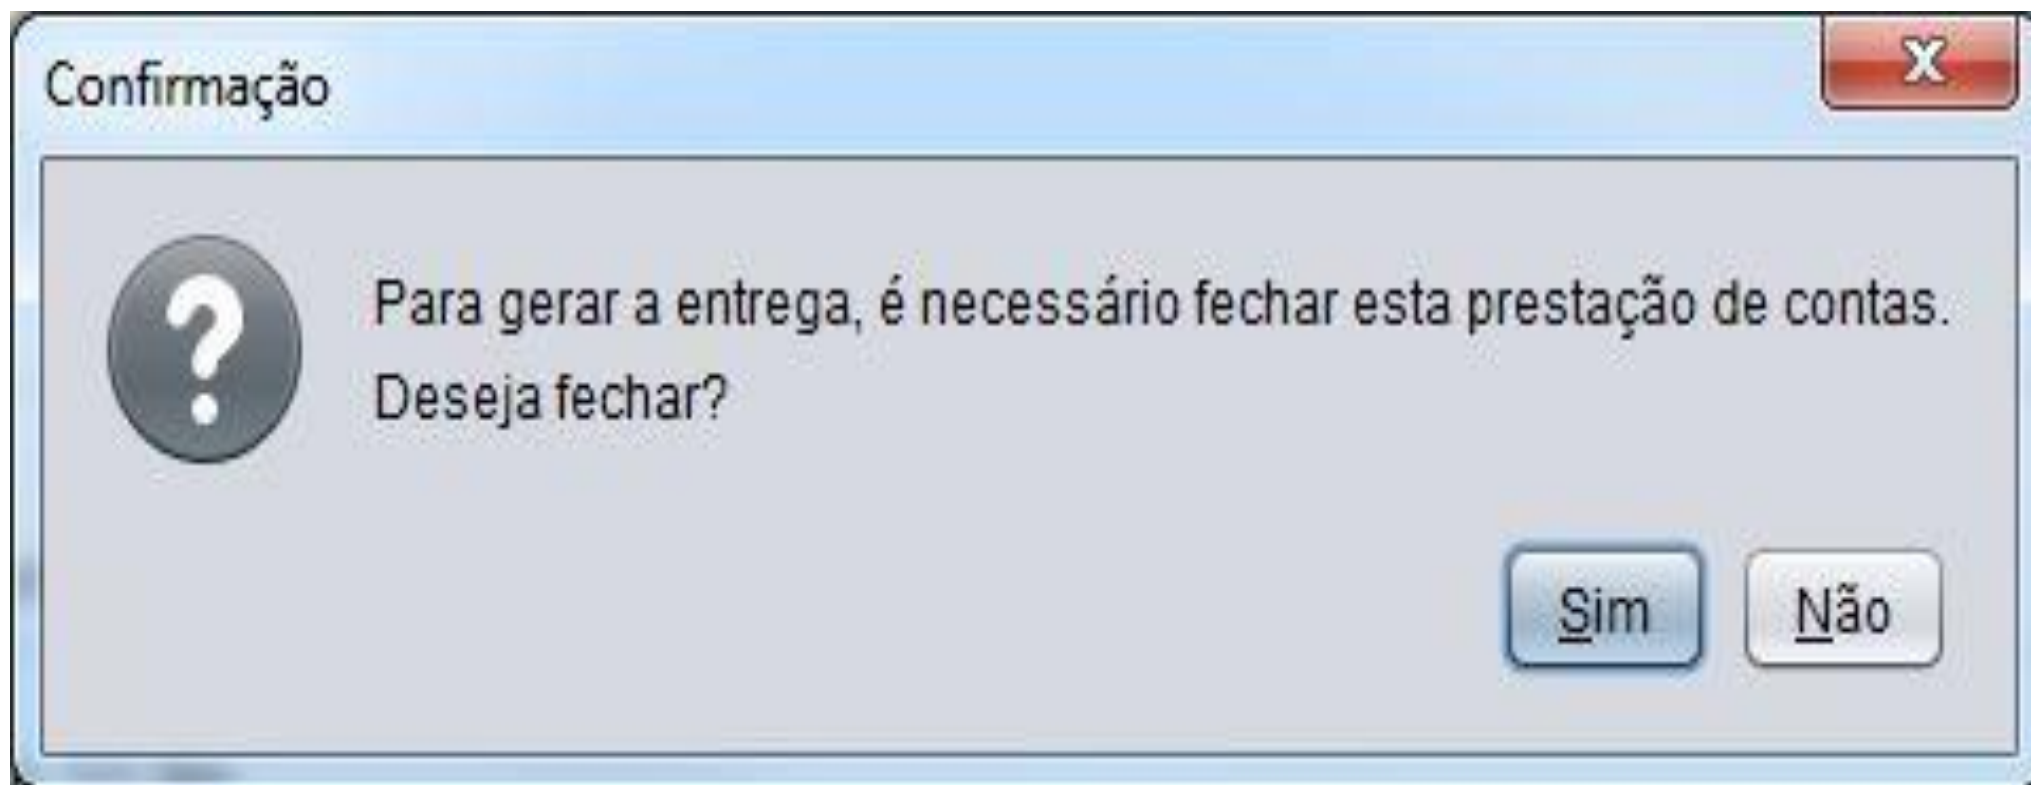 Confirmação
X
Para gerar a entrega, é necessário fechar esta prestação de contas.
Deseja fechar?
Sim
Não